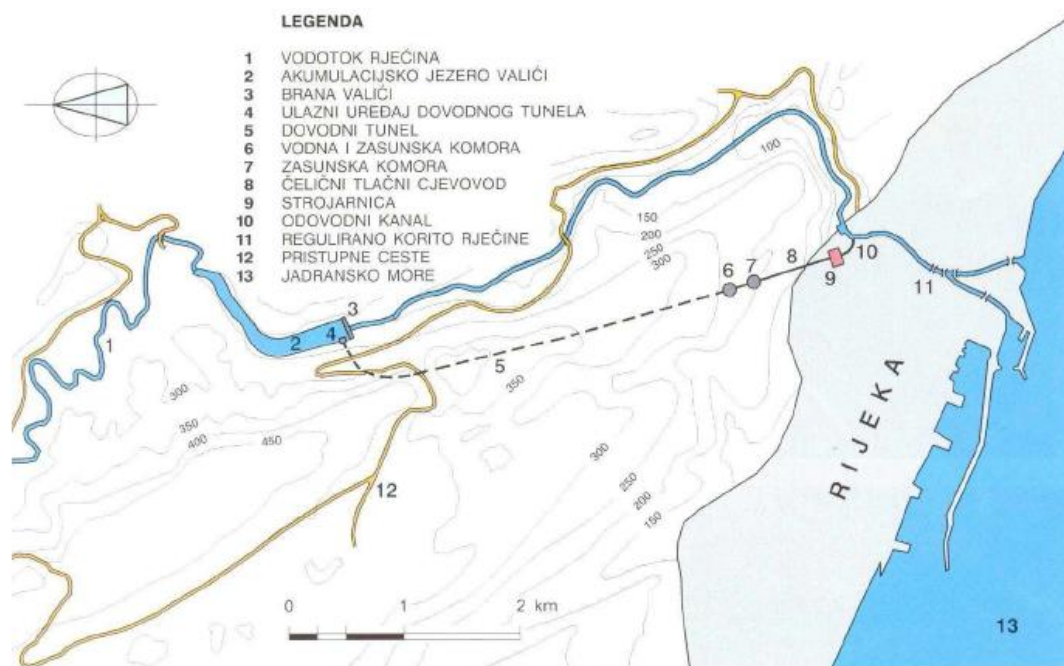 LEGENDA
1 VODOTOK RJEČINA
2 AKUMULACIJSKO JEZERO VALIĆI
3 BRANA VALIĆI
4 ULAZNI UREĐAJ DOVODNOG TUNELA
5 DOVODNI TUNEL
6 VODNA I ZASUNSKA KOMORA
7 ZASUNSKA KOMORA
8 ČELIČNI TLAČNI CJEVOVOD
9 STROJARNICA
10 ODOVODNI KANAL
11 REGULIRANO KORITO RJEČINE
12 PRISTUPNE CESTE
13 JADRANSKO MORE
100
150
200
250
300
6 7 8 9 10
11
3
4
2
1
5
350
300
350
400
450
12
300
250
200
150
RIJEKA
0 1 2 km
13